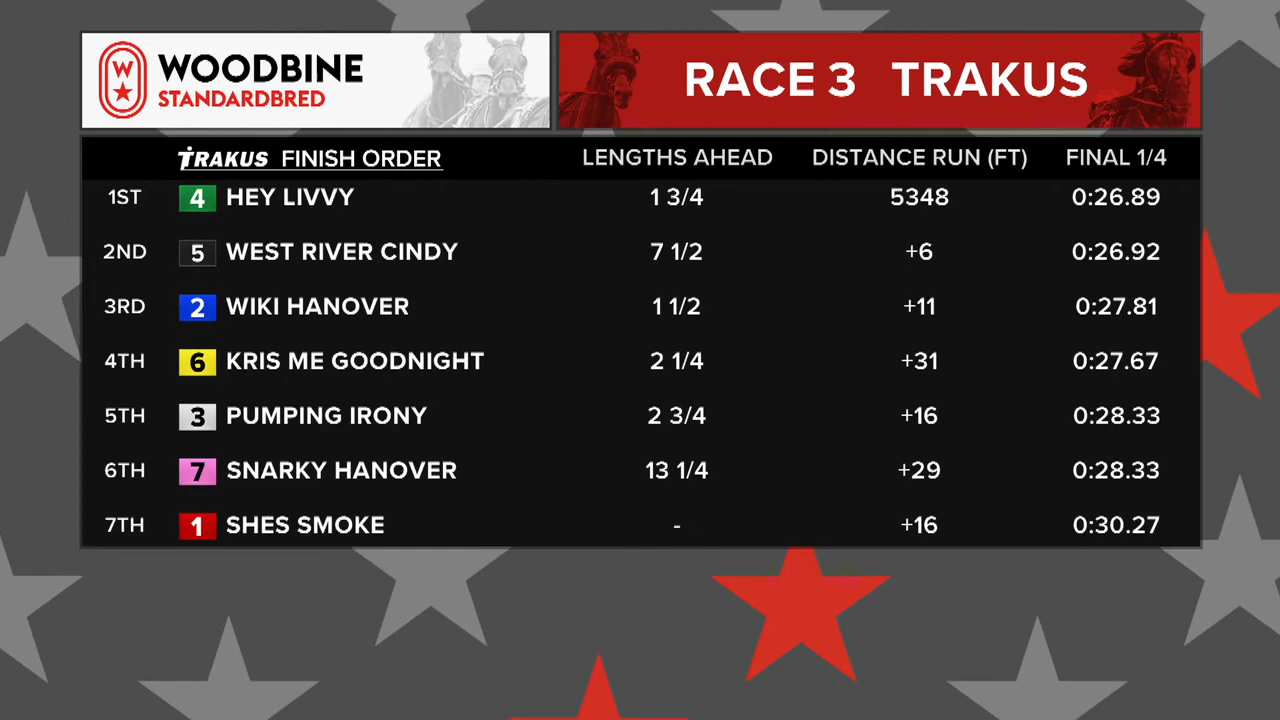 W
WOODBINE
STANDARDBRED
RACE 3 TRAKUS
TRAKUS FINISH ORDER LENGTHS AHEAD DISTANCE RUN (FT) FINAL 1/4
1ST 4 HEY LIVVY 1 3/4 5348 0:26.89
2ND 5 WEST RIVER CINDY 7 1/2 +6 0:26.92
3RD 2 WIKI HANOVER 1 1/2 +11 0:27.81
4TH 6 KRIS ME GOODNIGHT 2 1/4 +31 0:27.67
5TH 3 PUMPING IRONY 2 3/4 +16 0:28.33
6TH 7 SNARKY HANOVER 13 1/4 +29 0:28.33
7TH 1 SHES SMOKE - +16 0:30.27